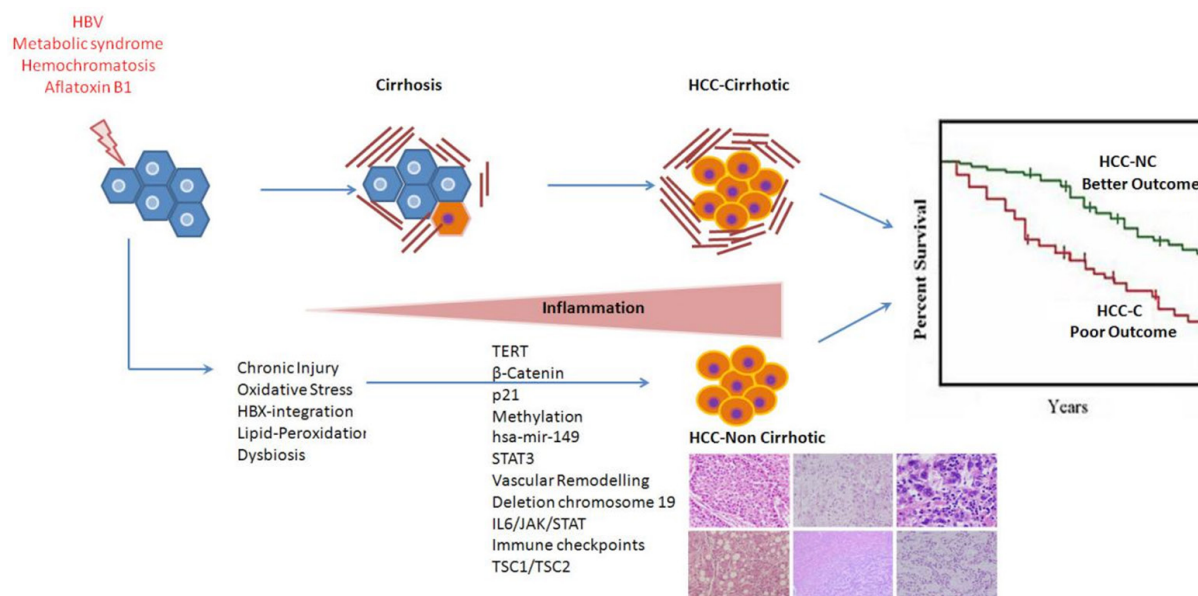 HBV
Metabolic syndrome
Hemochromatosis
Aflatoxin B1
Cirrhosis
HCC-Cirrhotic
HCC-NC
Better Outcome
HCC-C
Poor Outcome
Percent Survival
Years
Inflammation
Chronic Injury
Oxidative Stress
HBX-integration
Lipid-Peroxidation
Dysbiosis
TERT
β-Catenin
p21
Methylation
hsa-mir-149
STAT3
Vascular Remodelling
Deletion chromosome 19
IL6/JAK/STAT
Immune checkpoints
TSC1/TSC2
HCC-Non Cirrhotic